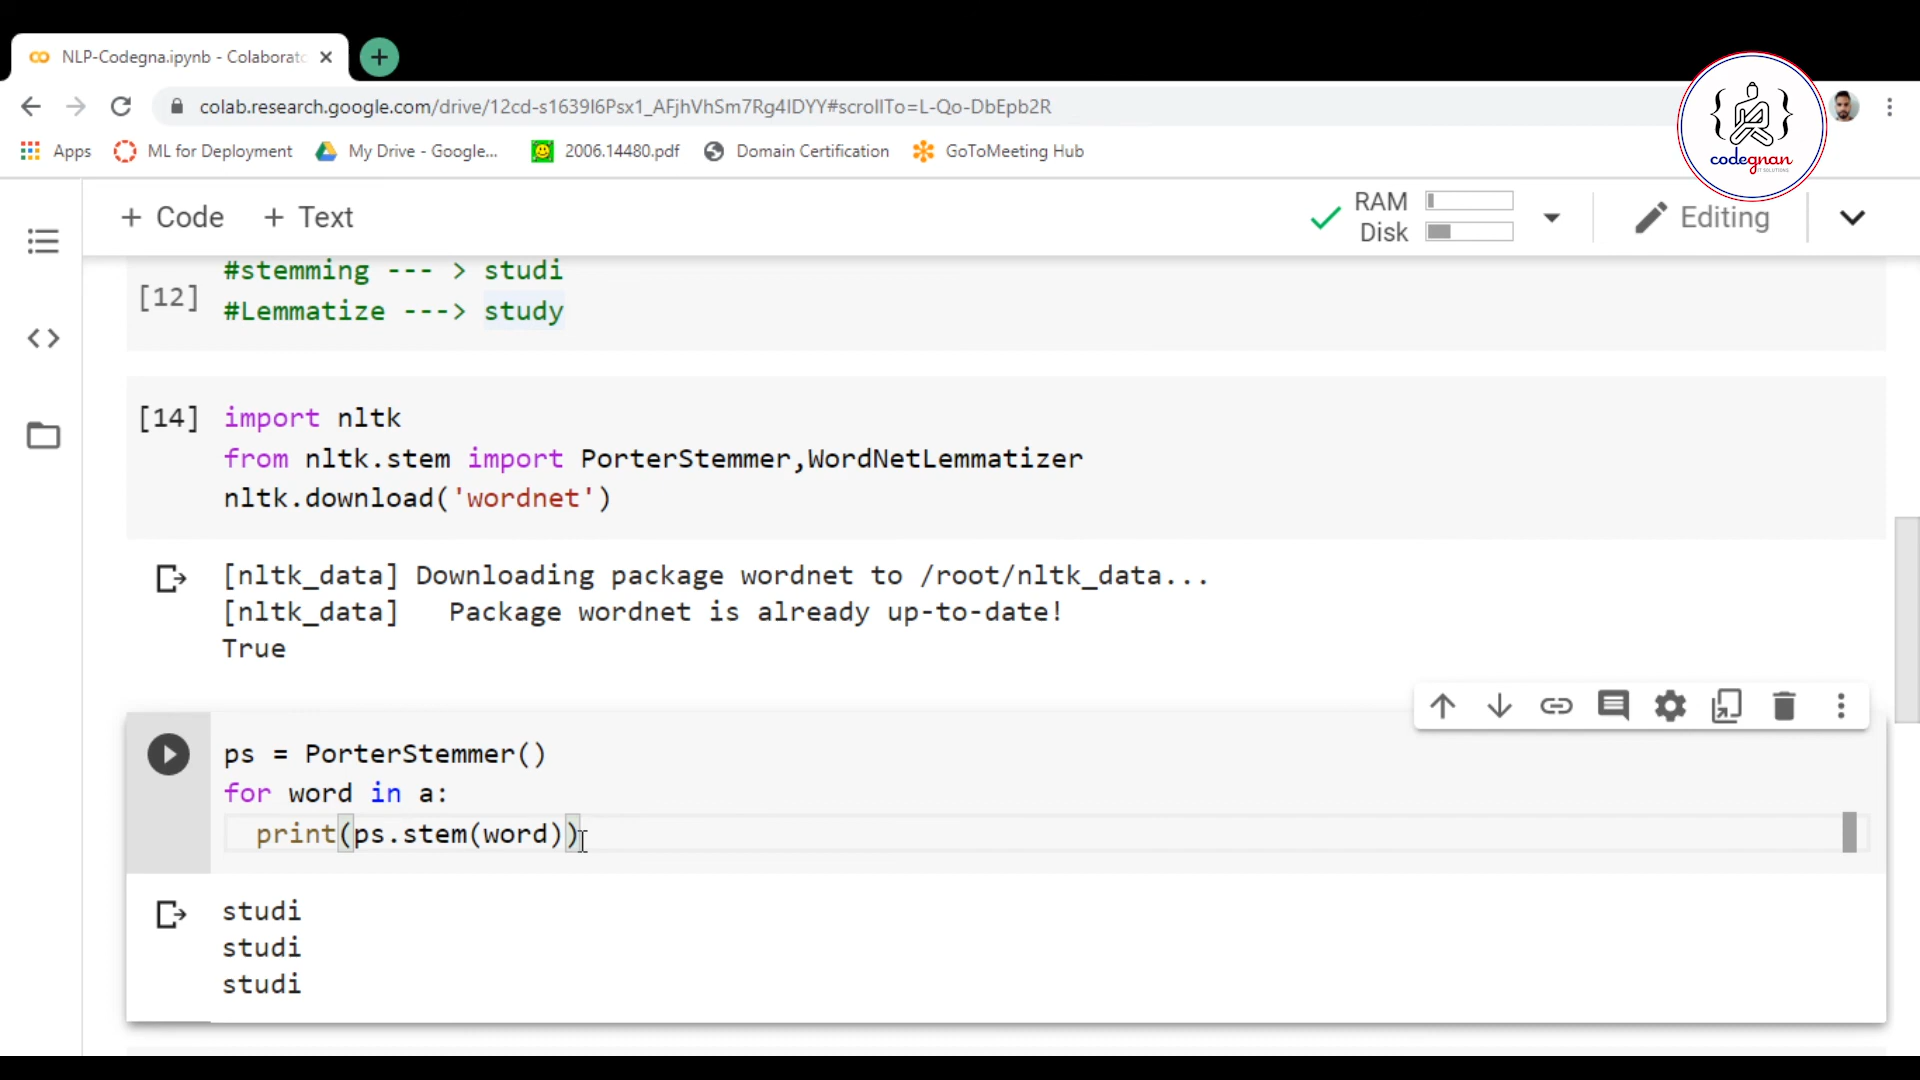 NLP-Codegna.ipynb - Colaborato
colab.research.google.com/drive/12cd-s1639I6Psx1_AFjhVhSm7Rg4IDYY#scrollTo=L-Qo-DbEpb2R
Apps ML for Deployment My Drive - Google... 2006.14480.pdf Domain Certification GoToMeeting Hub
codegnan
IT SOLUTIONS
+ Code + Text
RAM
Disk
Editing
#stemming --- > studi
[12]
#Lemmatize ---> study
[14] import nltk
from nltk.stem import PorterStemmer,WordNetLemmatizer
nltk.download('wordnet')
[nltk_data] Downloading package wordnet to /root/nltk_data...
[nltk_data]   Package wordnet is already up-to-date!
True
ps = PorterStemmer()
for word in a:
  print(ps.stem(word))
studi
studi
studi